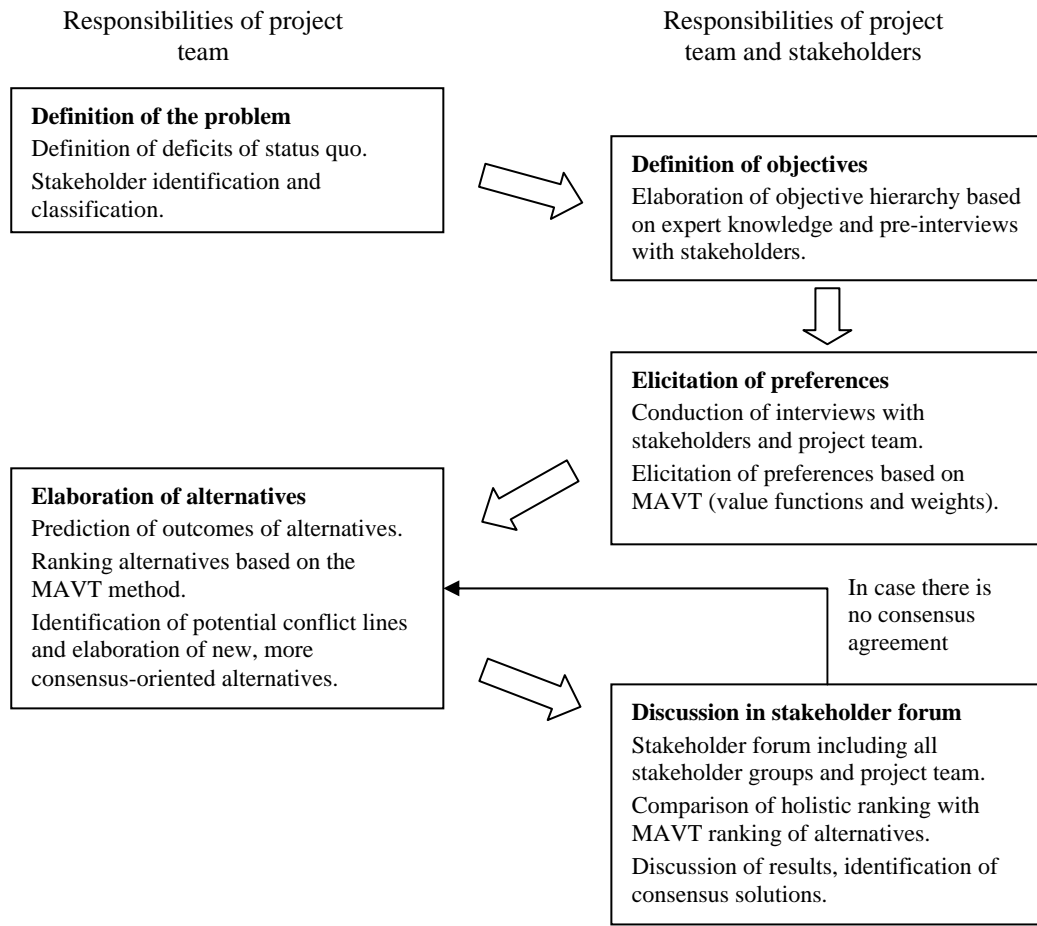 Responsibilities of project
team
Responsibilities of project
team and stakeholders
Definition of the problem
Definition of deficits of status quo.
Stakeholder identification and
classification.
Definition of objectives
Elaboration of objective hierarchy based
on expert knowledge and pre-interviews
with stakeholders.
Elicitation of preferences
Conduction of interviews with
stakeholders and project team.
Elicitation of preferences based on
MAVT (value functions and weights).
Elaboration of alternatives
Prediction of outcomes of alternatives.
Ranking alternatives based on the
MAVT method.
Identification of potential conflict lines
and elaboration of new, more
consensus-oriented alternatives.
In case there is
no consensus
agreement
Discussion in stakeholder forum
Stakeholder forum including all
stakeholder groups and project team.
Comparison of holistic ranking with
MAVT ranking of alternatives.
Discussion of results, identification of
consensus solutions.